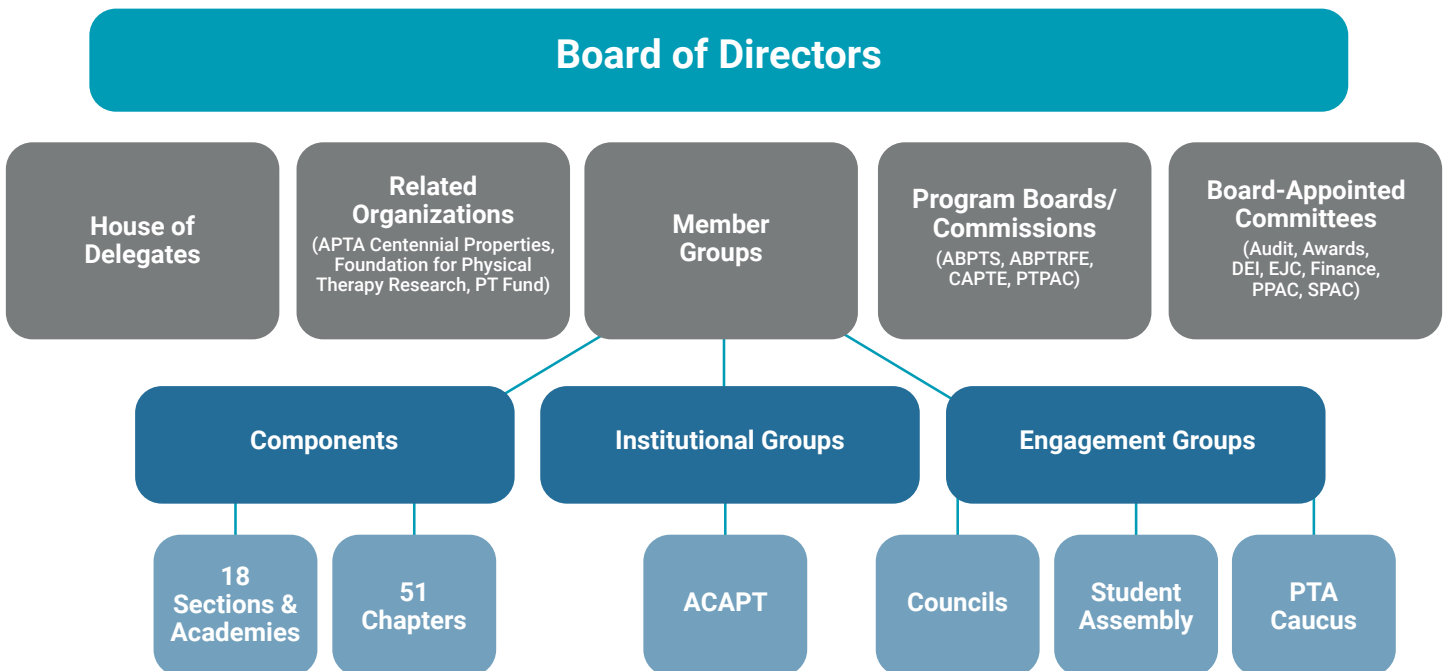 Board of Directors
House of
Delegates
Related
Organizations
(APTA Centennial Properties,
Foundation for Physical
Therapy Research, PT Fund)
Member
Groups
Program Boards/
Commissions
(ABPTS, ABPTRFE,
CAPTE, PTPAC)
Board-Appointed
Committees
(Audit, Awards,
DEI, EJC, Finance,
PPAC, SPAC)
Components
Institutional Groups
Engagement Groups
18
Sections &
Academies
51
Chapters
ACAPT
Councils
Student
Assembly
PTA
Caucus